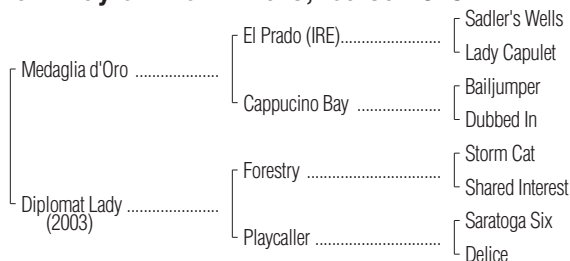 Sadler's Wells
El Prado (IRE)....................
Lady Capulet
Medaglia d'Oro .....................
Bailjumper
Cappucino Bay .....................
Dubbed In
Storm Cat
Forestry ..................................
Shared Interest
Diplomat Lady .......................
(2003)
Saratoga Six
Playcaller ................................
Delice